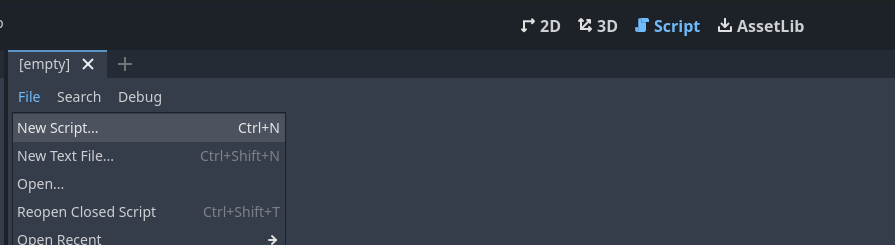 2D 3D Script AssetLib
[empty]
File Search Debug
New Script... Ctrl+N
New Text File... Ctrl+Shift+N
Open...
Reopen Closed Script Ctrl+Shift+T
Open Recent